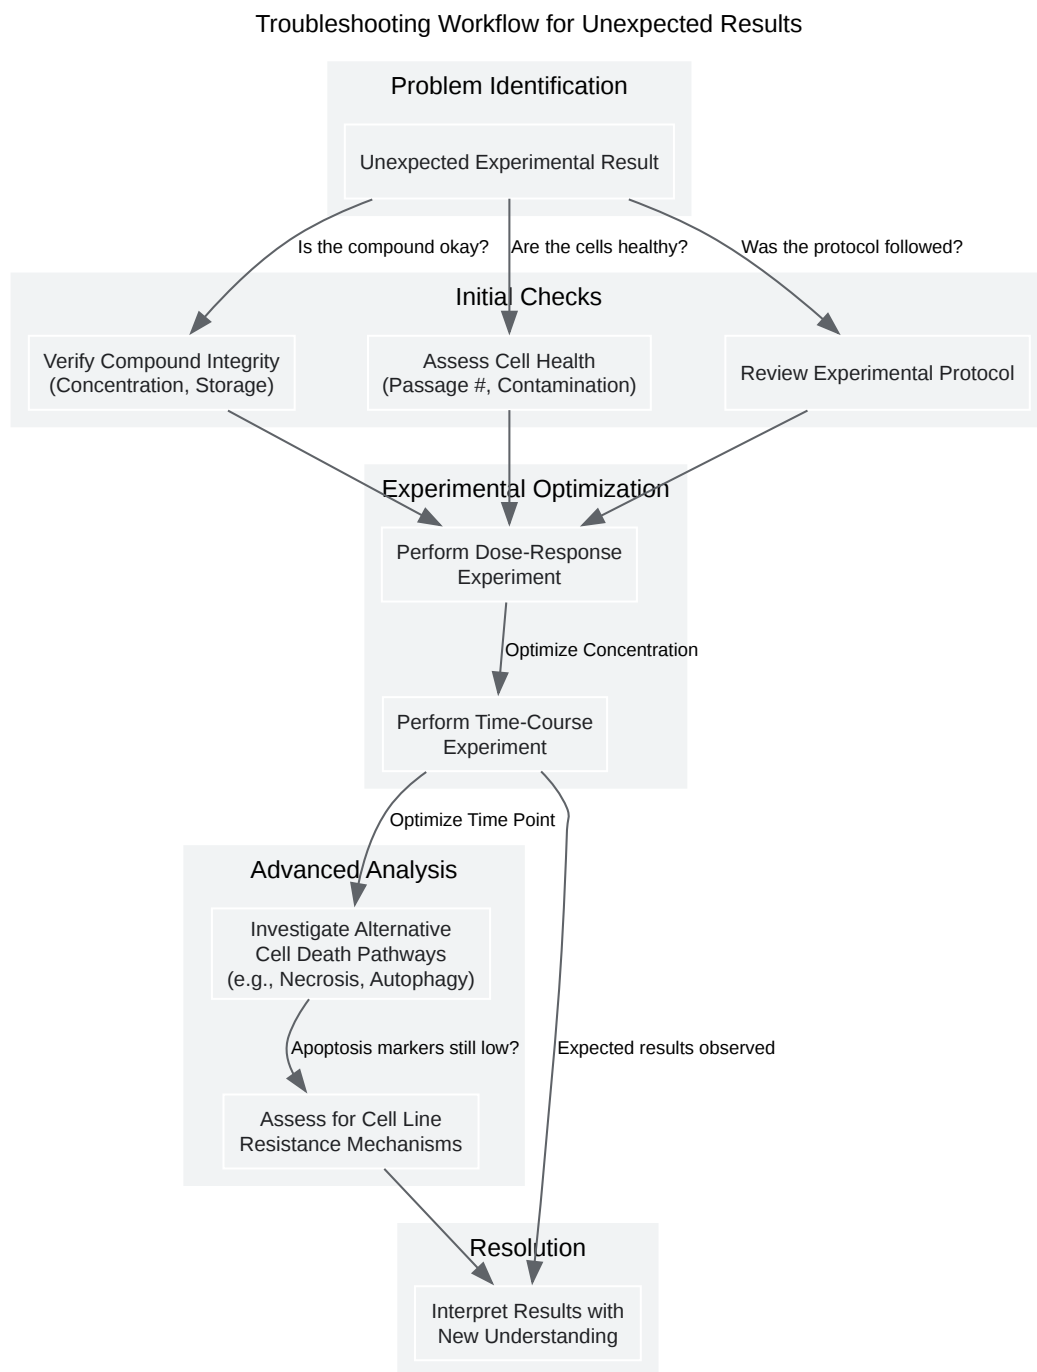 Troubleshooting Workflow for Unexpected Results
Problem Identification
Unexpected Experimental Result
Is the compound okay?
Are the cells healthy?
Was the protocol followed?
Initial Checks
Verify Compound Integrity
(Concentration, Storage)
Assess Cell Health
(Passage #, Contamination)
Review Experimental Protocol
Experimental Optimization
Perform Dose-Response
Experiment
Optimize Concentration
Perform Time-Course
Experiment
Optimize Time Point
Advanced Analysis
Investigate Alternative
Cell Death Pathways
(e.g., Necrosis, Autophagy)
Apoptosis markers still low?
Expected results observed
Assess for Cell Line
Resistance Mechanisms
Resolution
Interpret Results with
New Understanding